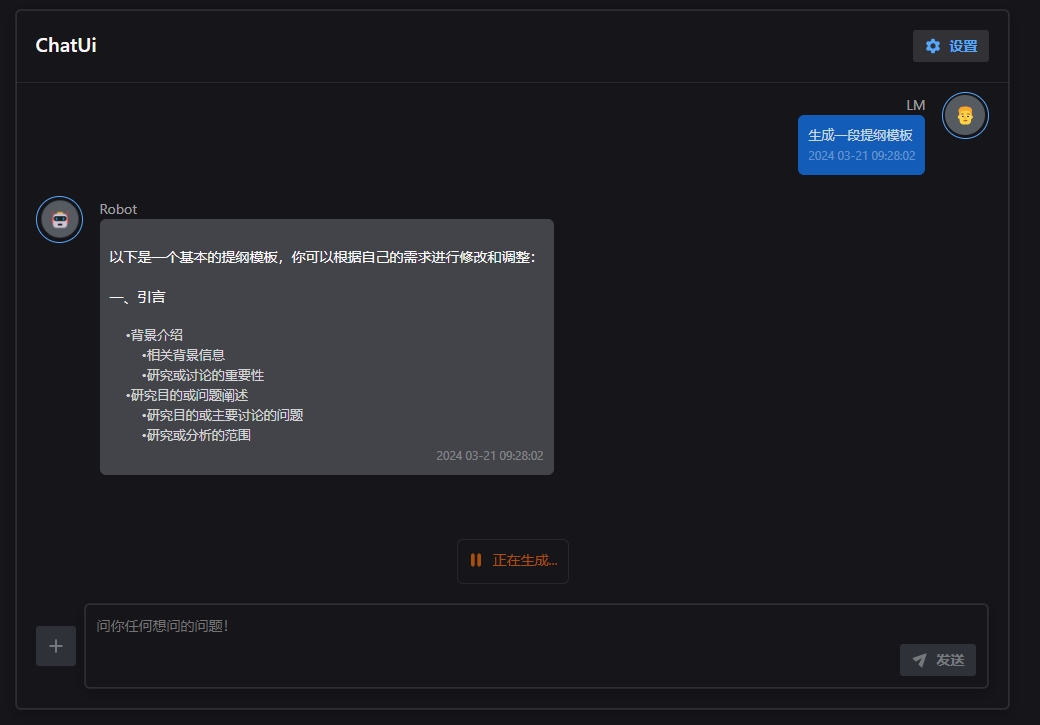 ChatUi
设置
LM
生成一段提纲模板
2024 03-21 09:28:02
Robot
以下是一个基本的提纲模板，你可以根据自己的需求进行修改和调整：
一、引言
•背景介绍
•相关背景信息
•研究或讨论的重要性
•研究目的或问题阐述
•研究目的或主要讨论的问题
•研究或分析的范围
2024 03-21 09:28:02
正在生成...
问你任何想问的问题！
发送